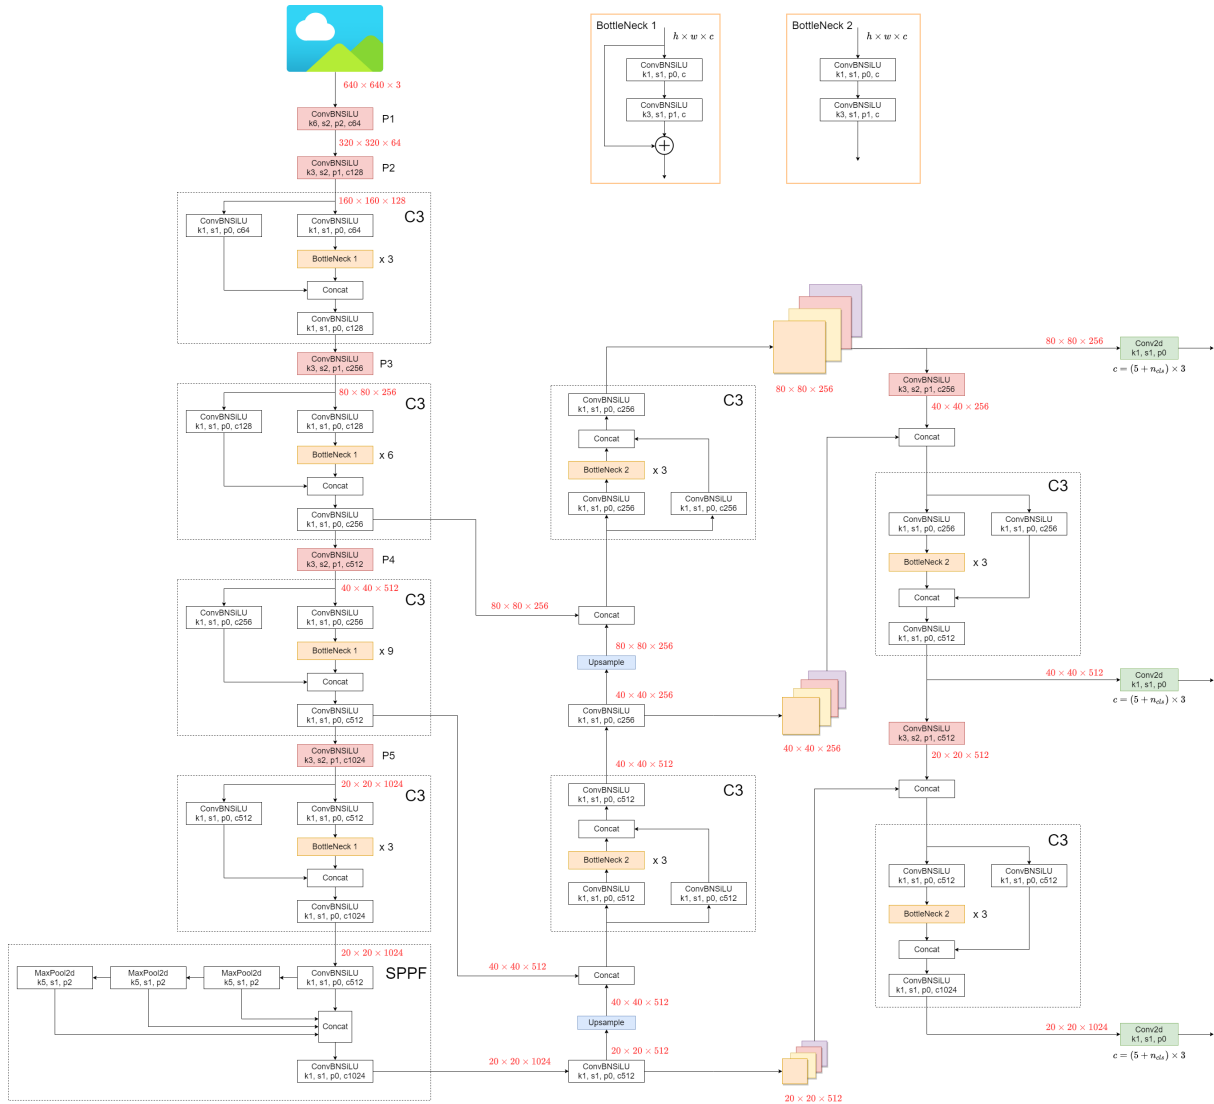 640 × 640 × 3
ConvBNSiLU
k6, s2, p2, c64
P1
320 × 320 × 64
ConvBNSiLU
k3, s2, p1, c128
P2
160 × 160 × 128
C3
ConvBNSiLU
k1, s1, p0, c64
ConvBNSiLU
k1, s1, p0, c64
BottleNeck 1
x 3
Concat
ConvBNSiLU
k1, s1, p0, c128
ConvBNSiLU
k3, s2, p1, c256
P3
80 × 80 × 256
C3
ConvBNSiLU
k1, s1, p0, c128
ConvBNSiLU
k1, s1, p0, c128
BottleNeck 1
x 6
Concat
ConvBNSiLU
k1, s1, p0, c256
ConvBNSiLU
k3, s2, p1, c512
P4
40 × 40 × 512
C3
ConvBNSiLU
k1, s1, p0, c256
ConvBNSiLU
k1, s1, p0, c256
BottleNeck 1
x 9
Concat
ConvBNSiLU
k1, s1, p0, c512
ConvBNSiLU
k3, s2, p1, c1024
P5
20 × 20 × 1024
C3
ConvBNSiLU
k1, s1, p0, c512
ConvBNSiLU
k1, s1, p0, c512
BottleNeck 1
x 3
Concat
ConvBNSiLU
k1, s1, p0, c1024
20 × 20 × 1024
SPPF
MaxPool2d
k5, s1, p2
MaxPool2d
k5, s1, p2
MaxPool2d
k5, s1, p2
ConvBNSiLU
k1, s1, p0, c512
Concat
ConvBNSiLU
k1, s1, p0, c1024
BottleNeck 1
h × w × c
ConvBNSiLU
k1, s1, p0, c
ConvBNSiLU
k3, s1, p1, c
BottleNeck 2
h × w × c
ConvBNSiLU
k1, s1, p0, c
ConvBNSiLU
k3, s1, p1, c
80 × 80 × 256
C3
ConvBNSiLU
k1, s1, p0, c256
Concat
BottleNeck 2
x 3
ConvBNSiLU
k1, s1, p0, c256
ConvBNSiLU
k1, s1, p0, c256
80 × 80 × 256
Concat
80 × 80 × 256
Upsample
40 × 40 × 256
ConvBNSiLU
k1, s1, p0, c256
40 × 40 × 256
40 × 40 × 512
C3
ConvBNSiLU
k1, s1, p0, c512
Concat
BottleNeck 2
x 3
ConvBNSiLU
k1, s1, p0, c512
ConvBNSiLU
k1, s1, p0, c512
40 × 40 × 512
Concat
40 × 40 × 512
Upsample
20 × 20 × 512
20 × 20 × 1024
ConvBNSiLU
k1, s1, p0, c512
20 × 20 × 512
80 × 80 × 256
Conv2d
k1, s1, p0
c = (5 + n_cls) × 3
ConvBNSiLU
k3, s2, p1, c256
40 × 40 × 256
Concat
C3
ConvBNSiLU
k1, s1, p0, c256
ConvBNSiLU
k1, s1, p0, c256
BottleNeck 2
x 3
Concat
ConvBNSiLU
k1, s1, p0, c512
40 × 40 × 512
Conv2d
k1, s1, p0
c = (5 + n_cls) × 3
ConvBNSiLU
k3, s2, p1, c512
20 × 20 × 512
Concat
C3
ConvBNSiLU
k1, s1, p0, c512
ConvBNSiLU
k1, s1, p0, c512
BottleNeck 2
x 3
Concat
ConvBNSiLU
k1, s1, p0, c1024
20 × 20 × 1024
Conv2d
k1, s1, p0
c = (5 + n_cls) × 3